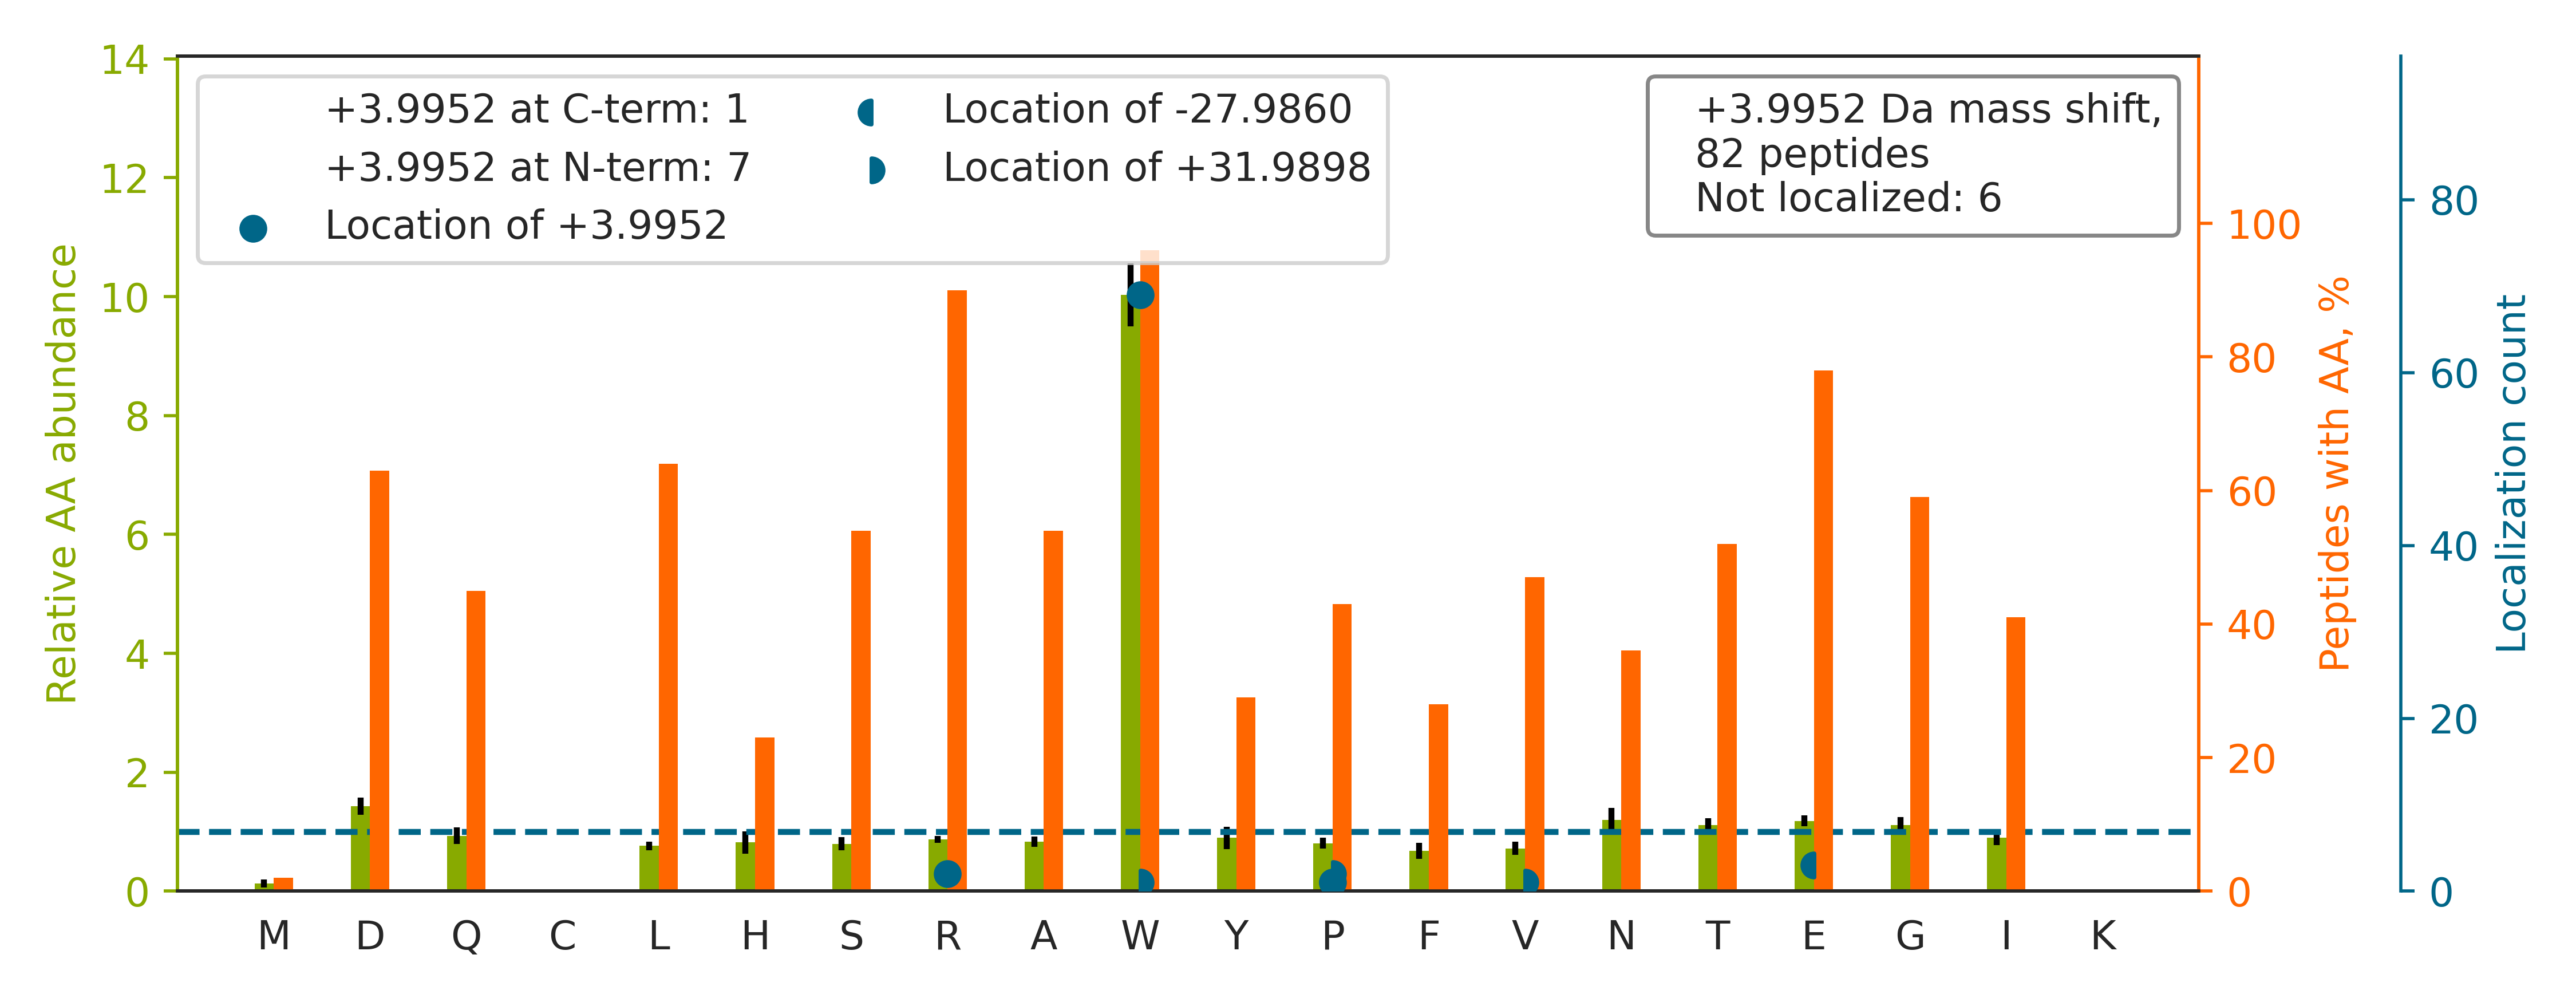 +3.9952 at C-term: 1
+3.9952 at N-term: 7
Location of +3.9952
Location of -27.9860
Location of +31.9898
+3.9952 Da mass shift,
82 peptides
Not localized: 6
Relative AA abundance
14
12
10
8
6
4
2
0
Peptides with AA, %
100
80
60
40
20
0
Localization count
80
60
40
20
0
M D Q C L H S R A W Y P F V N T E G I K